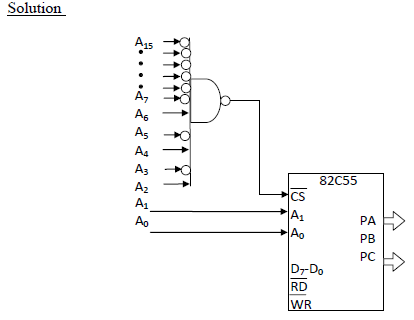 Solution
A15
A7
A6
A5
A4
A3
A2
A1
A0
82C55
CS
A1
A0
PA
PB
PC
D7-D0
RD
WR